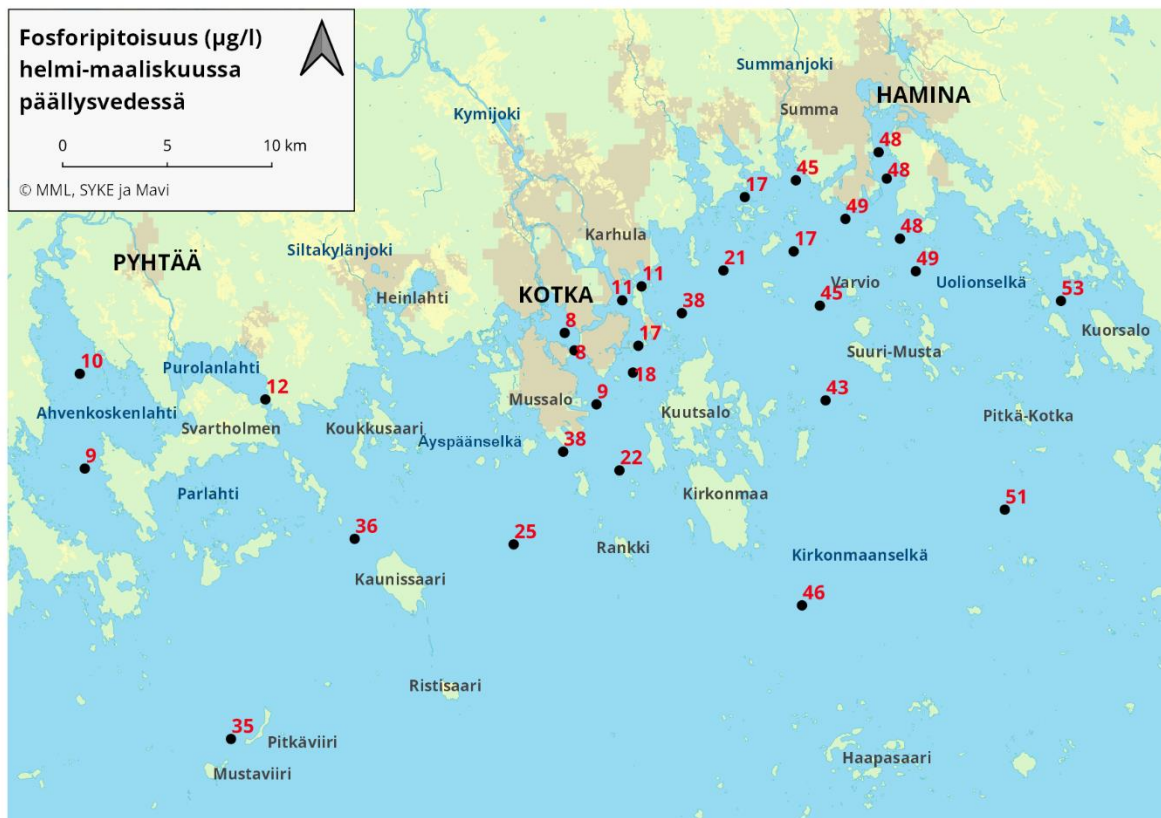 Fosforipitoisuus (µg/l)
helmi-maaliskuussa
päällysvedessä
0 5 10 km
© MML, SYKE ja Mavi
Summanjoki
HAMINA
Summa
Kymijoki
48
45
48
17
49
Karhula
48
Siltakylänjoki
17
PYHTÄÄ
21
49
11
Varvio
Uolionselkä
Heinlahti
KOTKA
11
38
45
53
8
17
Kuorsalo
8
Suuri-Musta
10
Purolanlahti
18
12
Mussalo
9
43
Ahvenkoskenlahti
Kuutsalo
Pitkä-Kotka
Svartholmen
Koukkusaari
Äyspäänselkä
38
9
22
Parlahti
Kirkonmaa
51
36
25
Rankki
Kirkonmaanselkä
Kaunissaari
46
Ristisaari
35
Pitkäviiri
Haapasaari
Mustaviiri